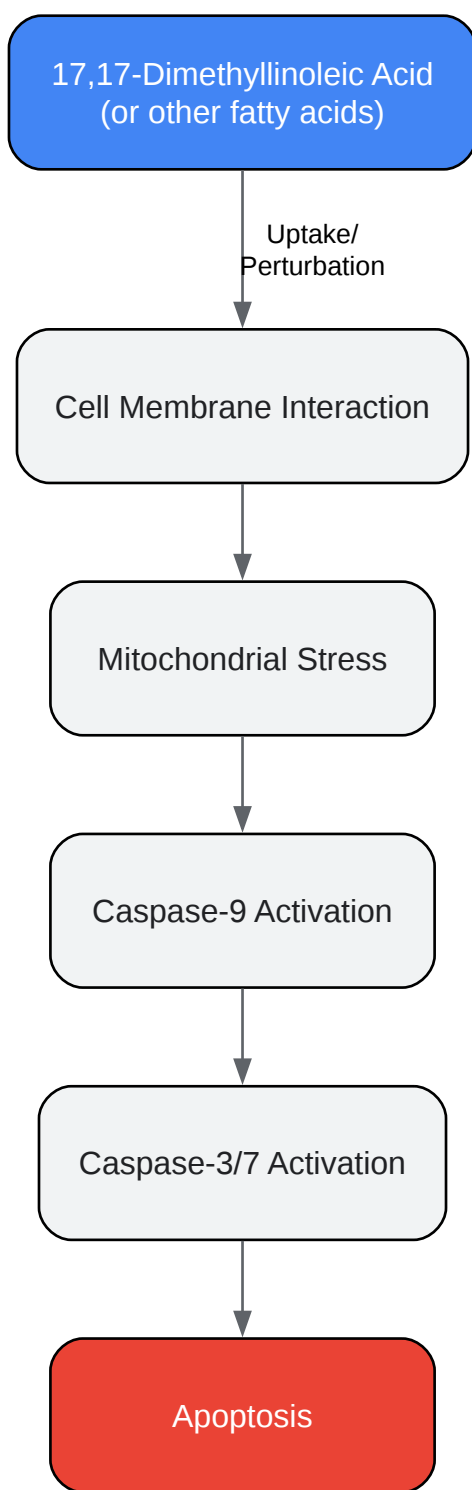 17,17-Dimethyllinoleic Acid
(or other fatty acids)
Uptake/
Perturbation
Cell Membrane Interaction
Mitochondrial Stress
Caspase-9 Activation
Caspase-3/7 Activation
Apoptosis